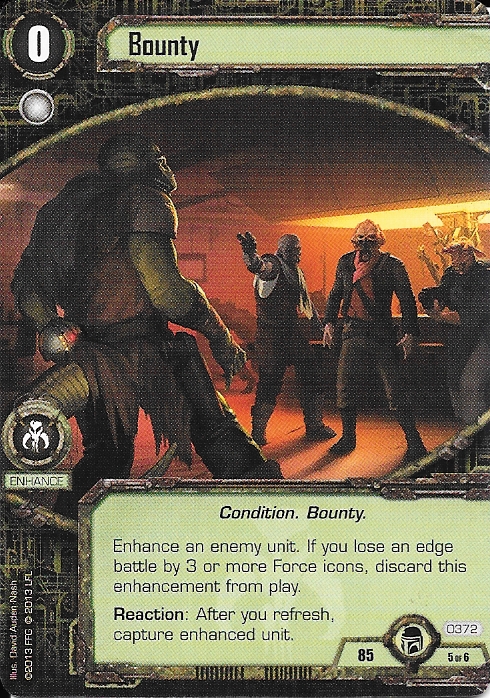 0
Bounty
ENHANCE
Condition. Bounty.
Enhance an enemy unit. If you lose an edge
battle by 3 or more Force icons, discard this
enhancement from play.
Reaction: After you refresh,
capture enhanced unit.
0372
85
5 of 6
Illus. David Auden Nash
©2013 FFG © 2013 LFL